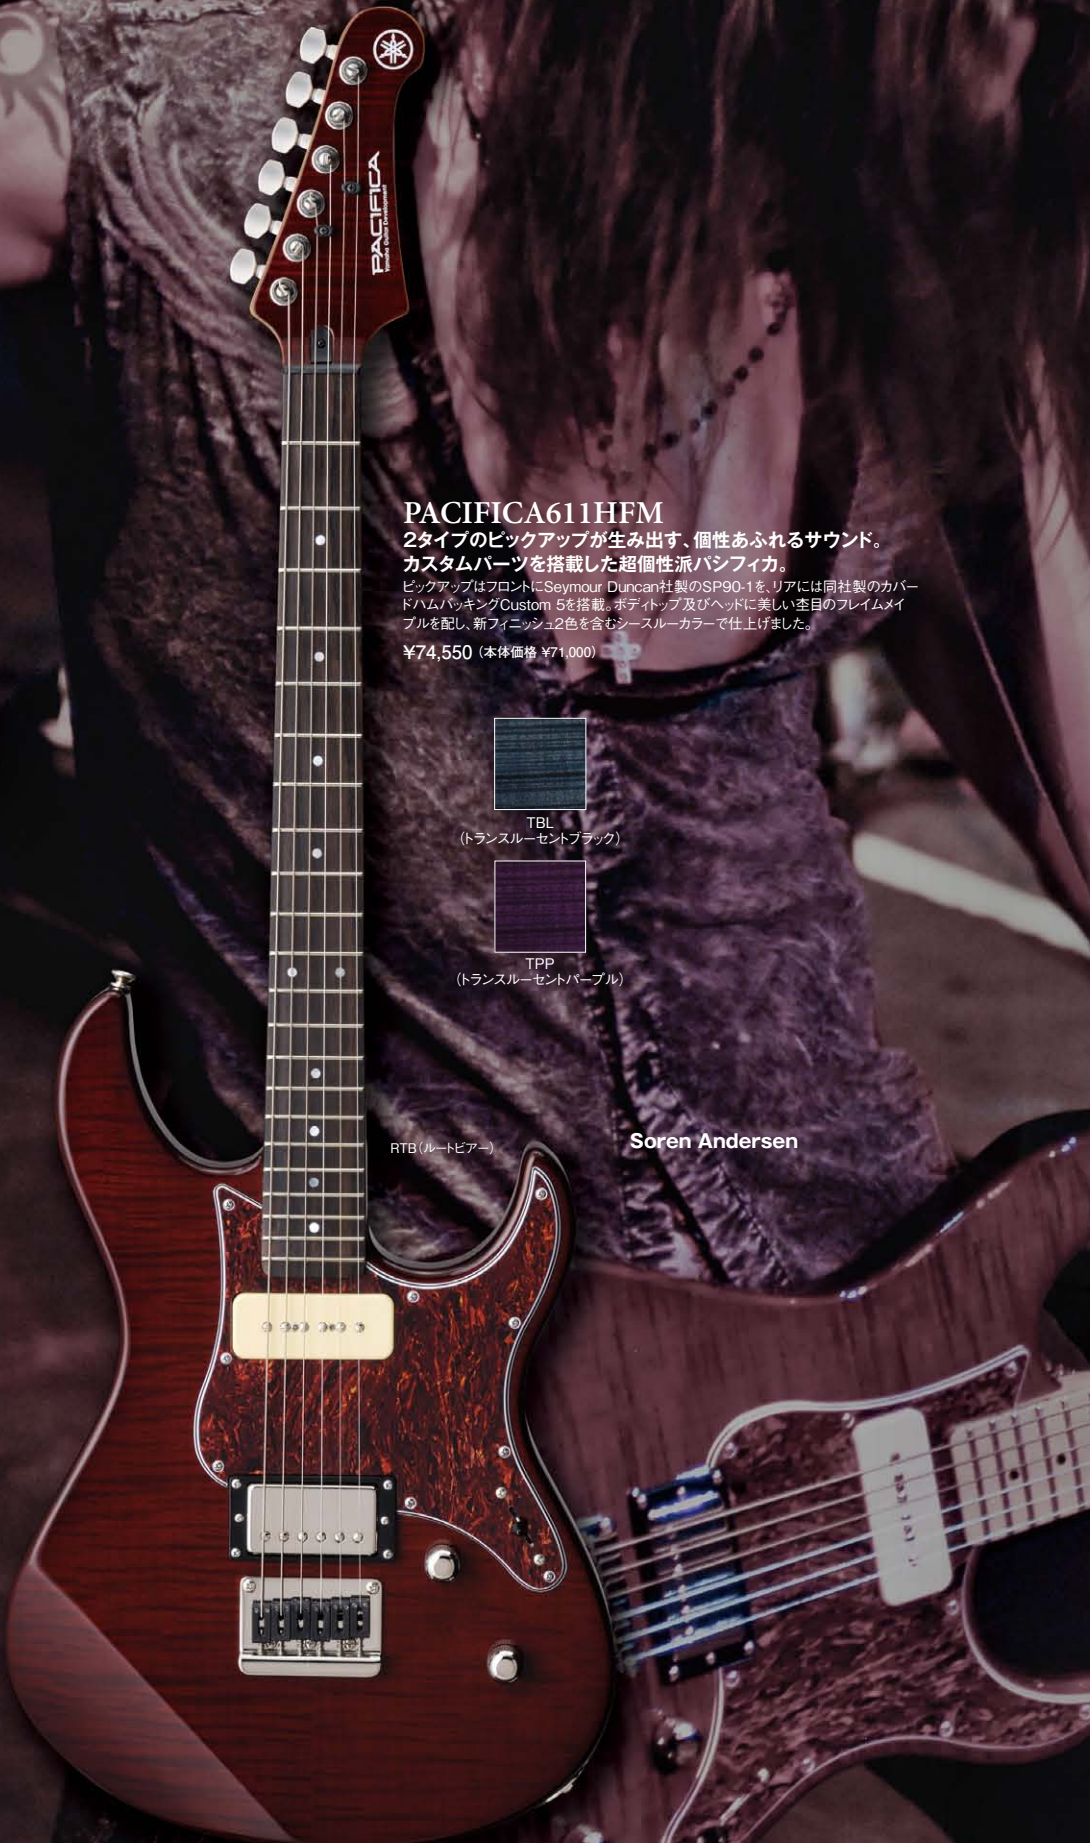 PACIFICA
Yamaha Guitar Development
PACIFICA611HFM
2タイプのピックアップが生み出す、個性あふれるサウンド。
カスタムパーツを搭載した超個性派パシフィカ。
ピックアップはフロントにSeymour Duncan社製のSP90-1を、リアには同社製のカバー
ドハムバッキングCustom 5を搭載。ボディトップ及びヘッドに美しい杢目のフレイムメイ
プルを配し、新フィニッシュ2色を含むシースルーカラーで仕上げました。
¥74,550（本体価格 ¥71,000）
TBL
（トランスルーセントブラック）
TPP
（トランスルーセントパープル）
RTB（ルートビアー）
Soren Andersen